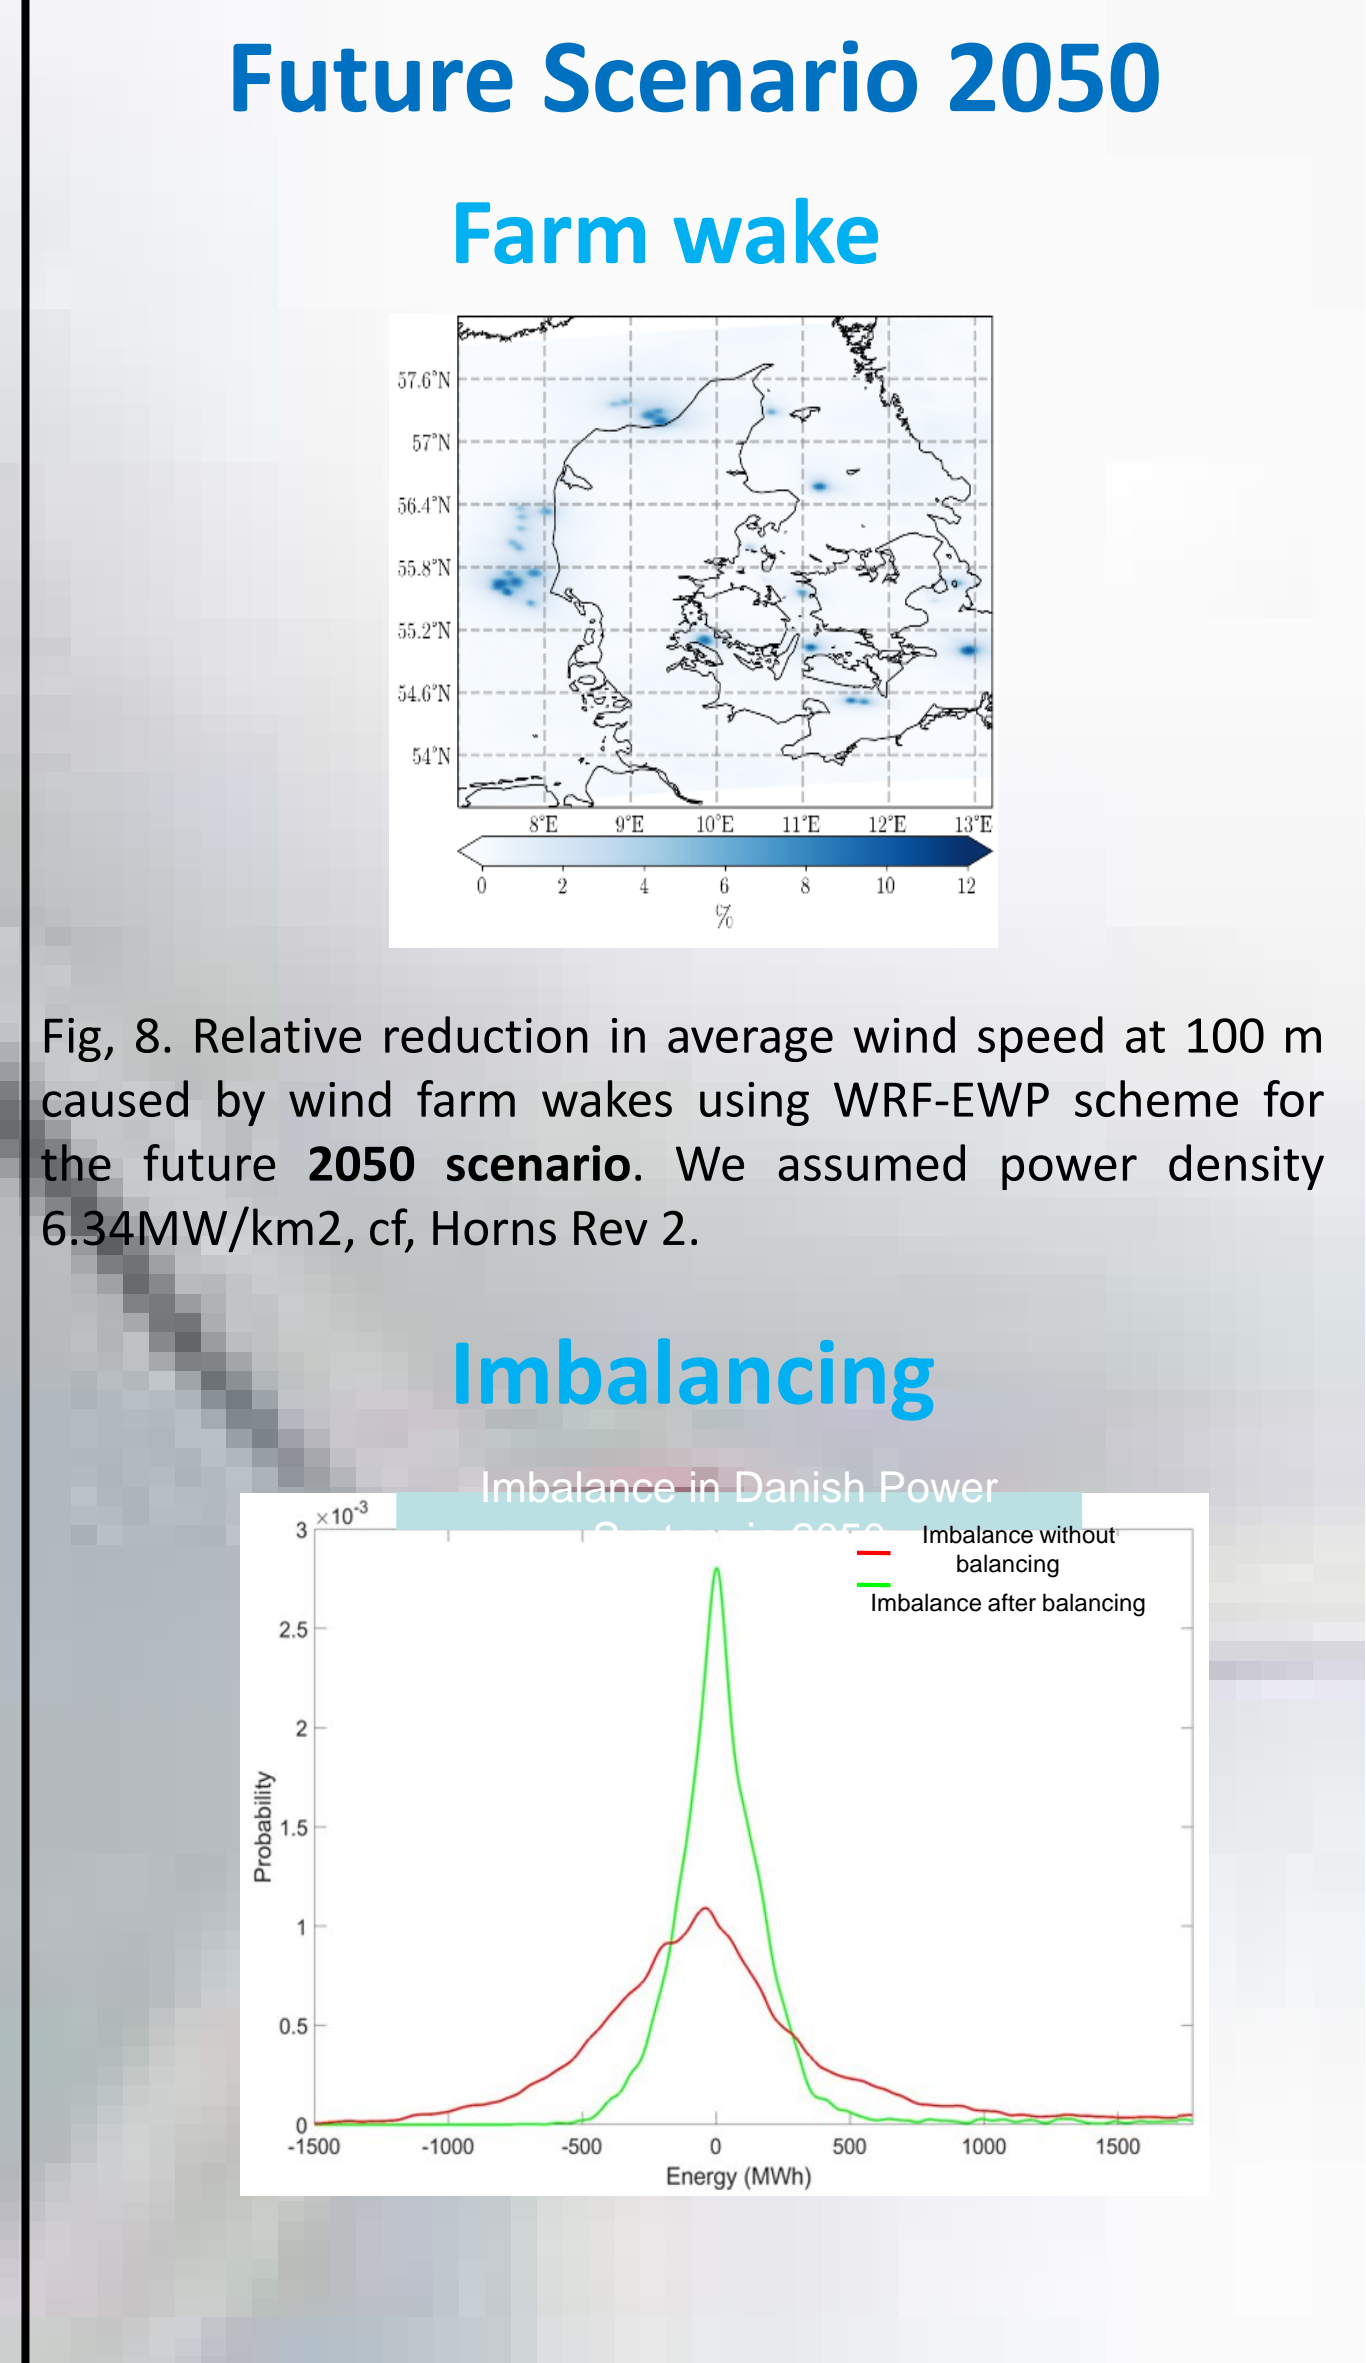 Future Scenario 2050
Farm wake
57.6°N
57°N
56.4°N
55.8°N
55.2°N
54.6°N
54°N
8°E 9°E 10°E 11°E 12°E 13°E
0 2 4 6 8 10 12
%
Fig, 8. Relative reduction in average wind speed at 100 m
caused by wind farm wakes using WRF-EWP scheme for
the future 2050 scenario. We assumed power density
6.34MW/km2, cf, Horns Rev 2.
Imbalancing
Imbalance in Danish Power
×10-3
Imbalance without
balancing
Imbalance after balancing
3
2.5
2
1.5
1
0.5
0
Probability
-1500 -1000 -500 0 500 1000 1500
Energy (MWh)